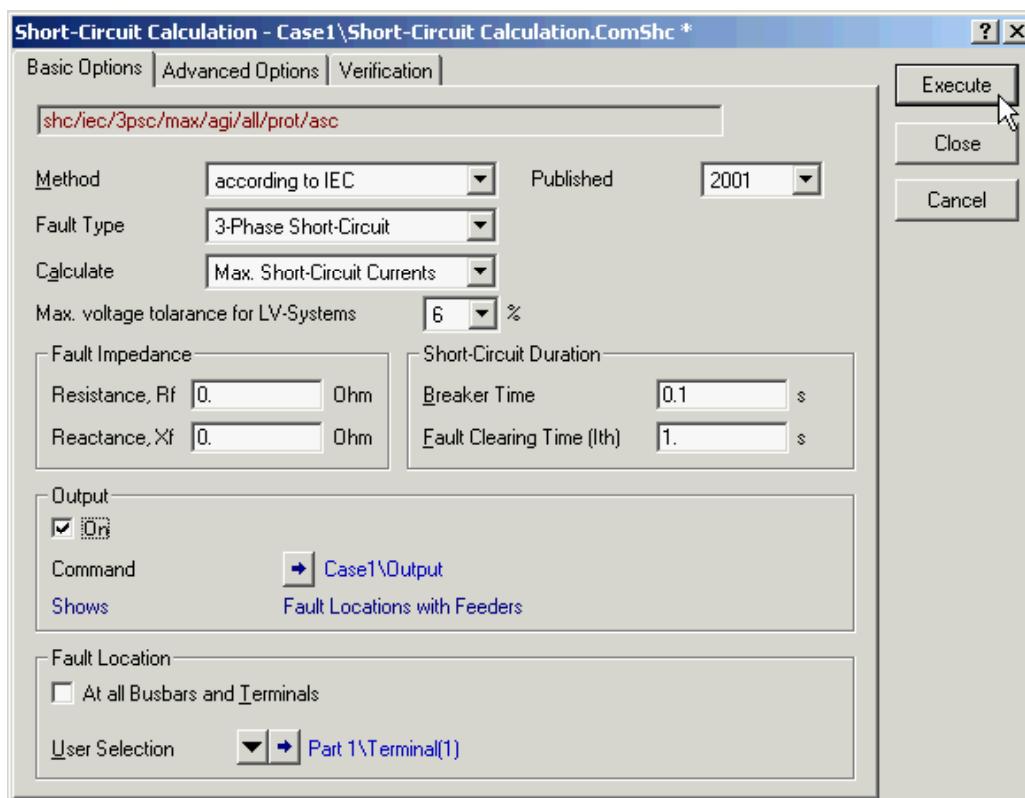 Short-Circuit Calculation - Case1\Short-Circuit Calculation.ComShc *
Basic Options Advanced Options Verification
shc/iec/3psc/max/agi/all/prot/asc
Execute
Close
Cancel
Method according to IEC Published 2001
Fault Type 3-Phase Short-Circuit
Calculate Max. Short-Circuit Currents
Max. voltage tolarance for LV-Systems 6 %
Fault Impedance
Resistance, Rf 0. Ohm
Reactance, Xf 0. Ohm
Short-Circuit Duration
Breaker Time 0.1 s
Fault Clearing Time (Ith) 1. s
Output
On
Command Case1\Output
Shows Fault Locations with Feeders
Fault Location
At all Busbars and Terminals
User Selection Part 1\Terminal(1)